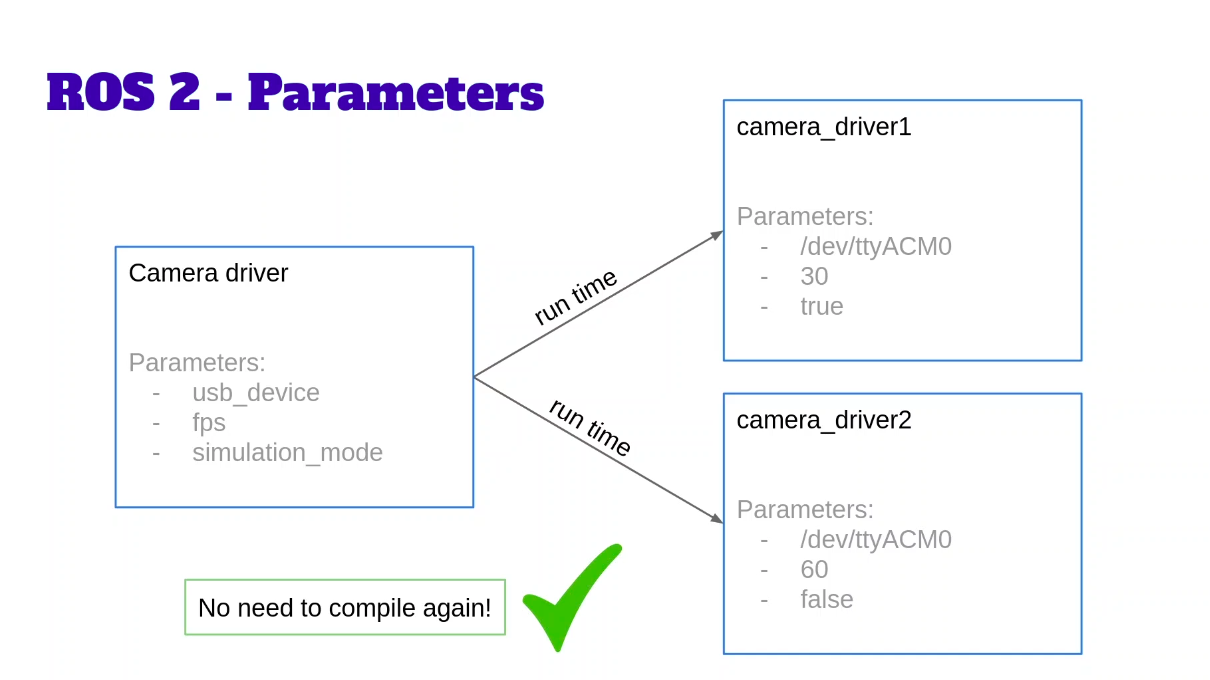 ROS 2 - Parameters
Camera driver
Parameters:
- usb_device
- fps
- simulation_mode
run time
run time
camera_driver1
Parameters:
- /dev/ttyACM0
- 30
- true
camera_driver2
Parameters:
- /dev/ttyACM0
- 60
- false
No need to compile again!